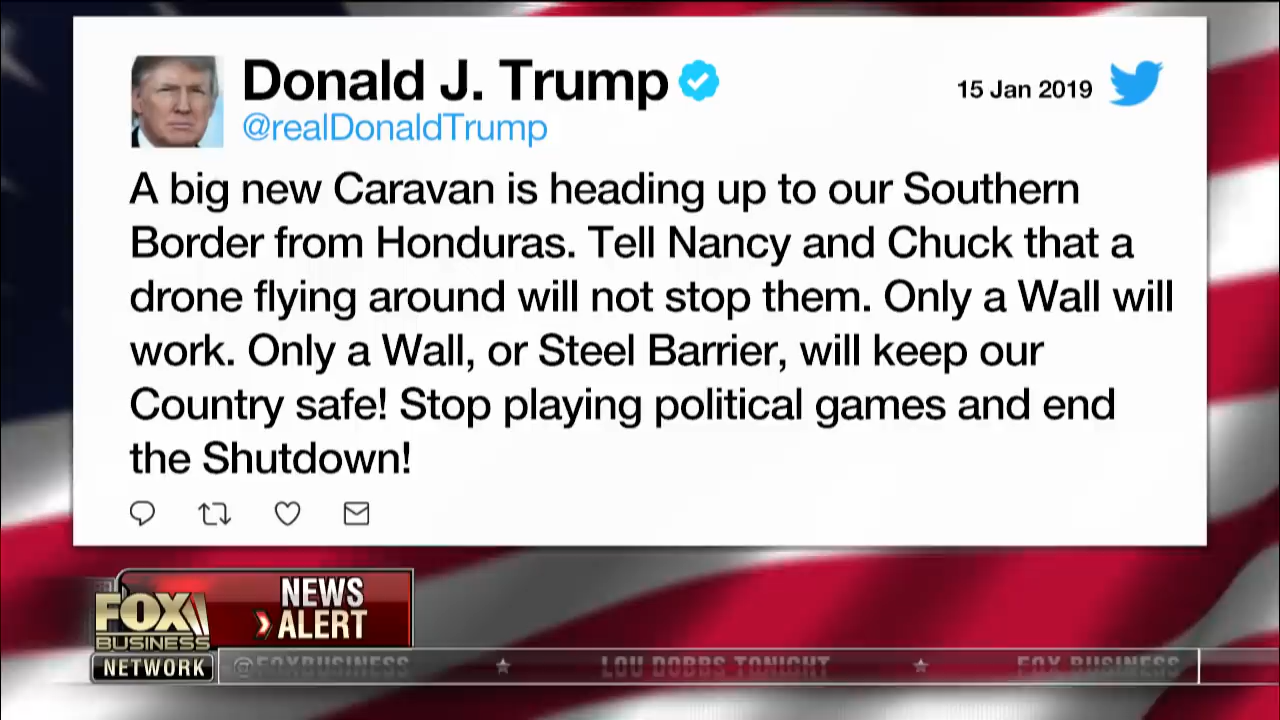 Donald J. Trump
15 Jan 2019
@realDonaldTrump
A big new Caravan is heading up to our Southern
Border from Honduras. Tell Nancy and Chuck that a
drone flying around will not stop them. Only a Wall will
work. Only a Wall, or Steel Barrier, will keep our
Country safe! Stop playing political games and end
the Shutdown!
FOX
BUSINESS
NETWORK
NEWS
ALERT
@FOXBUSINESS
LOU DOBBS TONIGHT
FOX BUSINESS